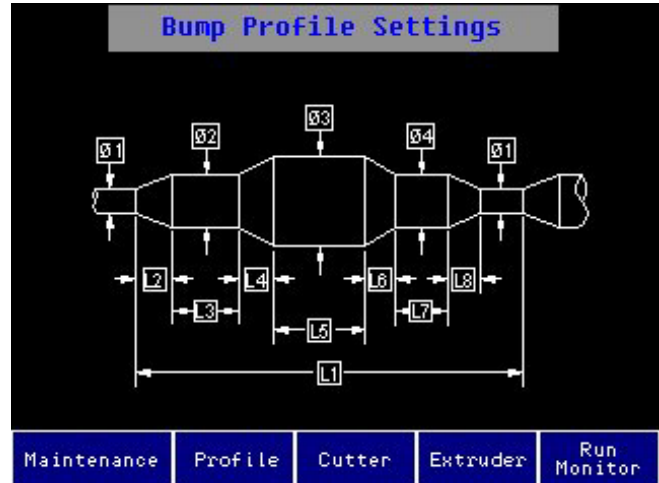 Bump Profile Settings
Ø3
Ø2
Ø4
Ø1
Ø1
L2
L4
L6
L8
L3
L7
L5
L1
Maintenance
Profile
Cutter
Extruder
Run
Monitor